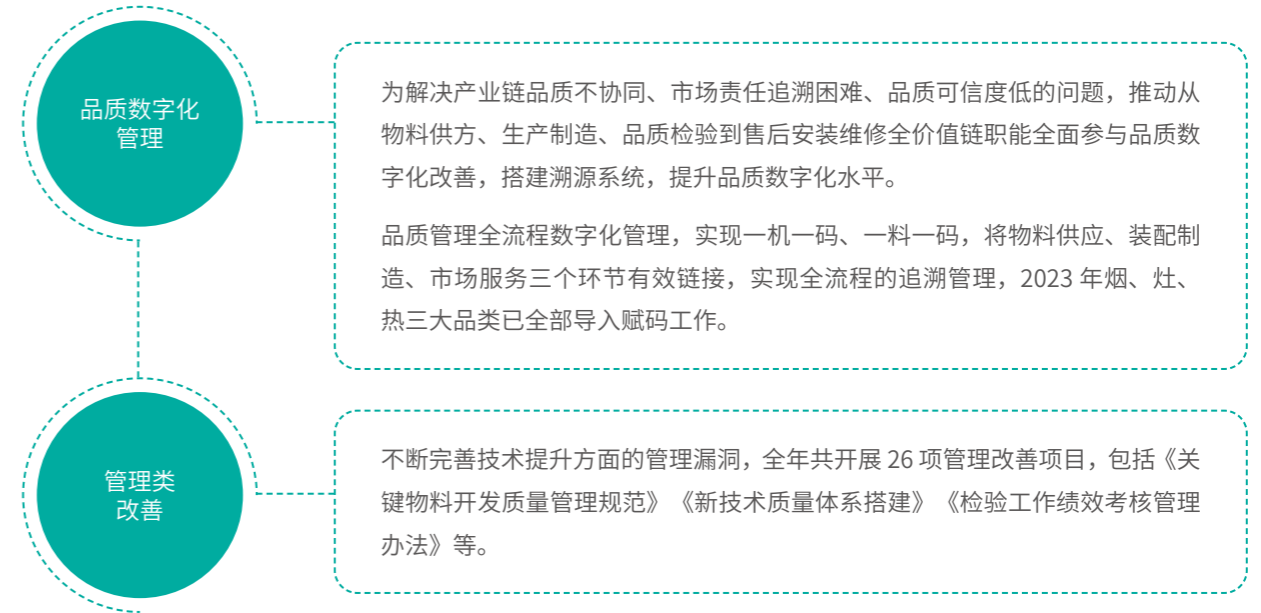 品质数字化
管理
为解决产业链品质不协同、市场责任追溯困难、品质可信度低的问题，推动从
物料供方、生产制造、品质检验到售后安装维修全价值链职能全面参与品质数
字化改善，搭建溯源系统，提升品质数字化水平。
品质管理全流程数字化管理，实现一机一码、一料一码，将物料供应、装配制
造、市场服务三个环节有效链接，实现全流程的追溯管理，2023 年烟、灶、
热三大品类已全部导入赋码工作。
管理类
改善
不断完善技术提升方面的管理漏洞，全年共开展 26 项管理改善项目，包括《关
键物料开发质量管理规范》《新技术质量体系搭建》《检验工作绩效考核管理
办法》等。